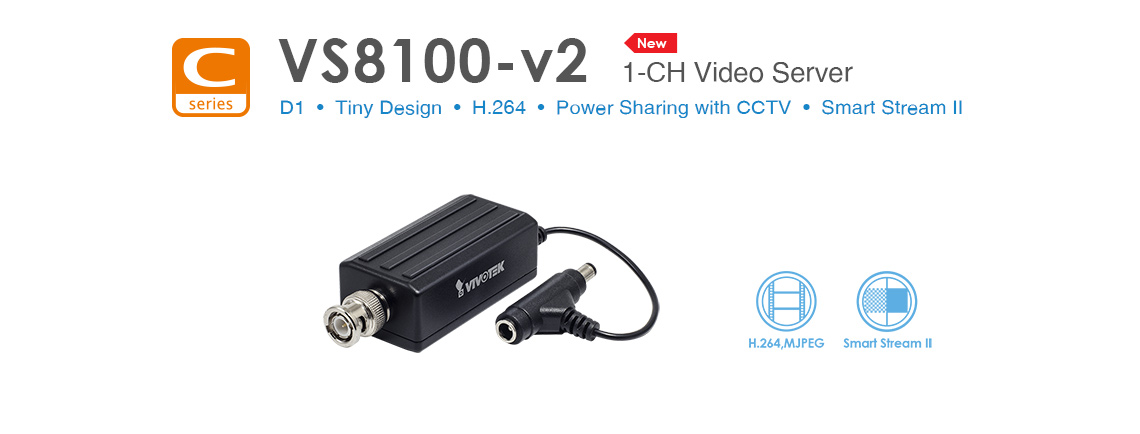 C
series
VS8100-v2
New
1-CH Video Server
D1 • Tiny Design • H.264 • Power Sharing with CCTV • Smart Stream II
VIVOTEK
H.264,MJPEG
Smart Stream II